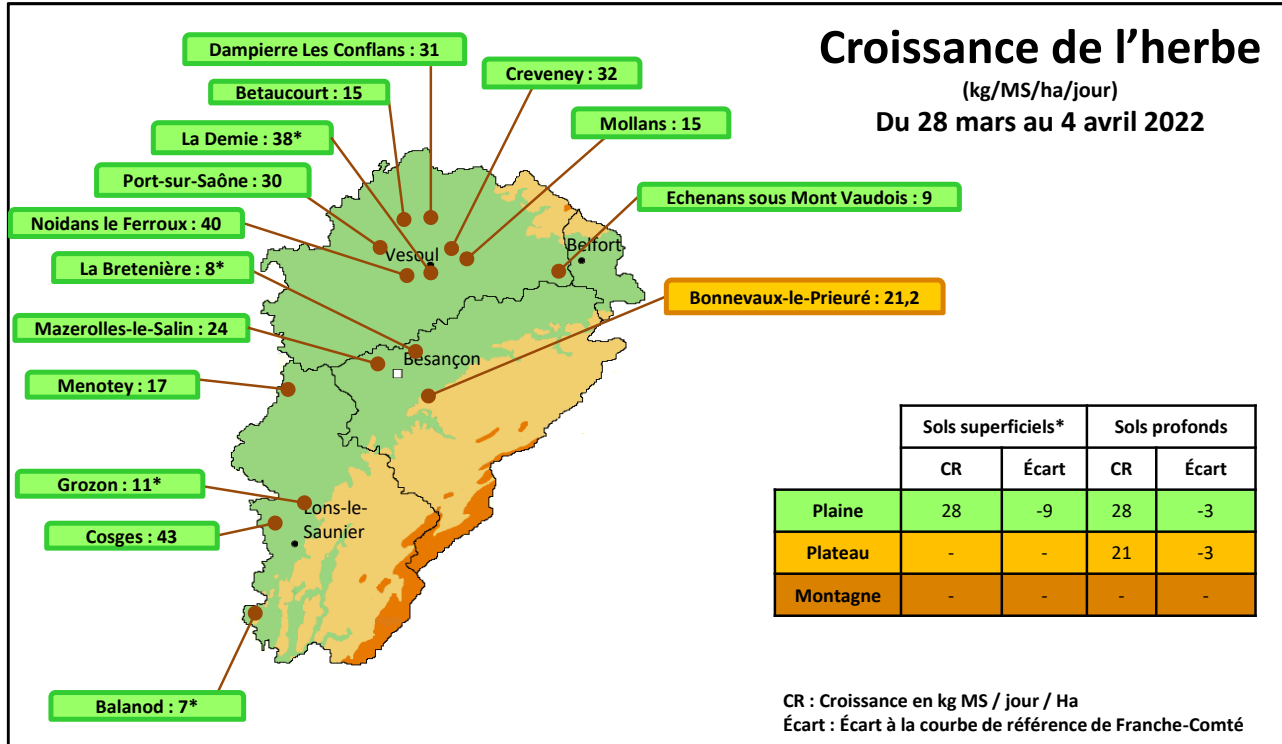 Croissance de l’herbe
(kg/MS/ha/jour)
Du 28 mars au 4 avril 2022
Dampierre Les Conflans : 31
Creveney : 32
Betaucourt : 15
Mollans : 15
La Demie : 38*
Port-sur-Saône : 30
Echenans sous Mont Vaudois : 9
Noidans le Ferroux : 40
Vesoul
Belfort
La Bretenière : 8*
Bonnevaux-le-Prieuré : 21,2
Mazerolles-le-Salin : 24
Besançon
Menotey : 17
Grozon : 11*
Lons-le-
Saunier
Cosges : 43
Balanod : 7*
Sols superficiels* Sols profonds
CR Écart CR Écart
Plaine 28 -9 28 -3
Plateau - - 21 -3
Montagne - - - -
CR : Croissance en kg MS / jour / Ha
Écart : Écart à la courbe de référence de Franche-Comté